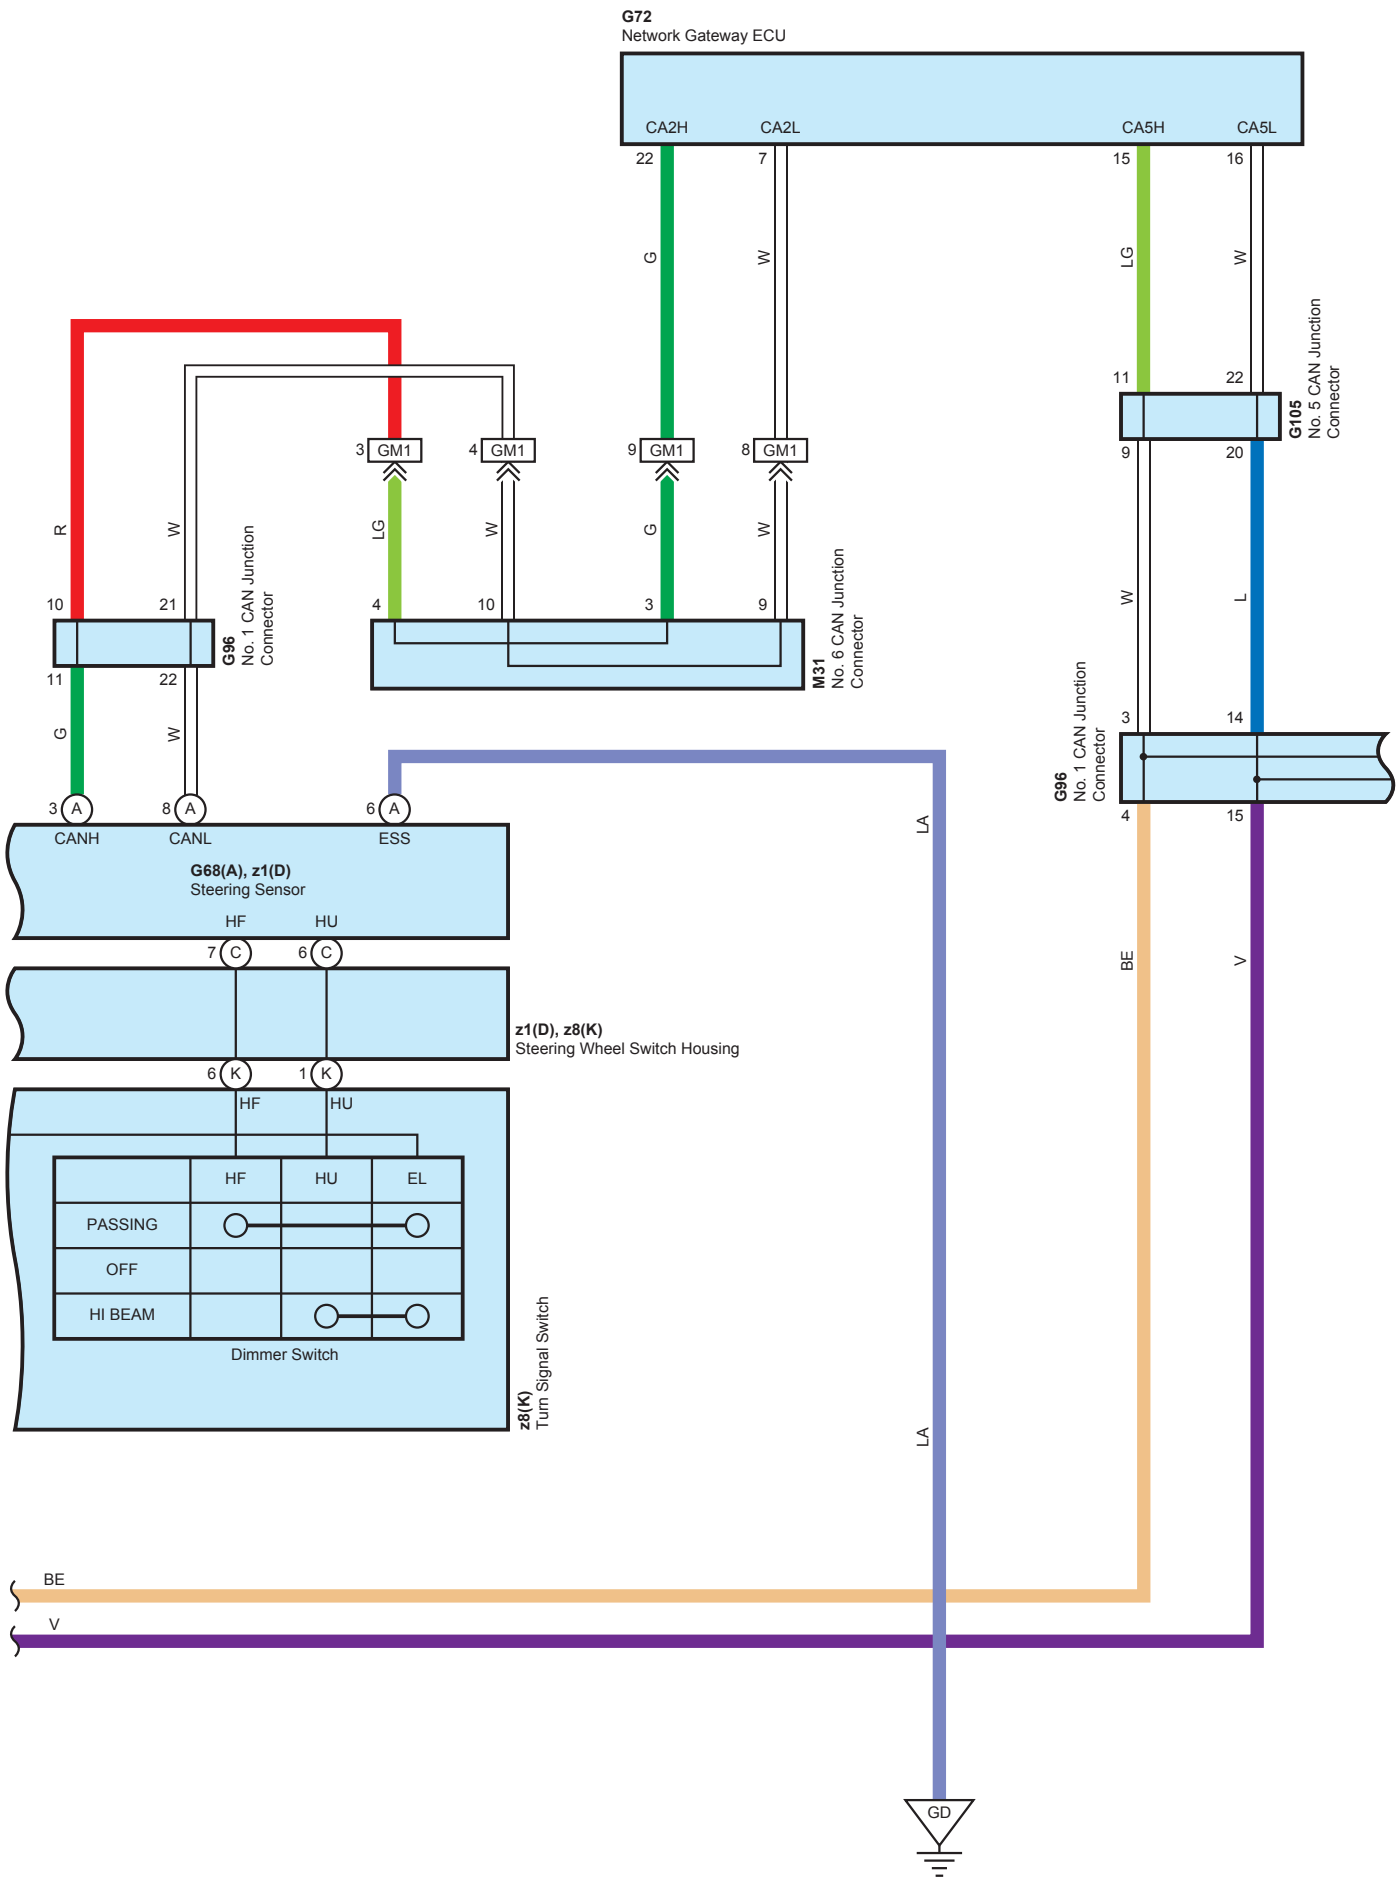 G72
Network Gateway ECU
CA2H CA2L CA5H CA5L
22 7 15 16
G W LG W
11 22
G105
No. 5 CAN Junction
Connector
3 GM1 4 GM1 9 GM1 8 GM1
9 20
R W LG W G W
W L
10 21
G96
No. 1 CAN Junction
Connector
4 10 3 9
M31
No. 6 CAN Junction
Connector
11 22
G W
3 14
G96
No. 1 CAN Junction
Connector
4 15
3 A 8 A 6 A
CANH CANL ESS
LA
G68(A), z1(D)
Steering Sensor
HF HU
7 C 6 C
BE V
z1(D), z8(K)
Steering Wheel Switch Housing
6 K 1 K
HF HU
HF HU EL
PASSING
OFF
HI BEAM
Dimmer Switch
z8(K)
Turn Signal Switch
LA
BE
V
GD